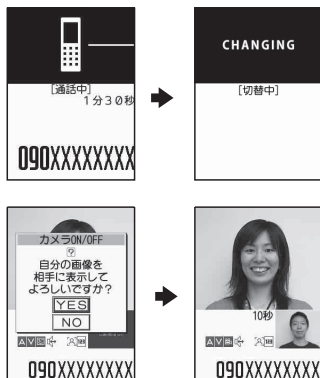 [通話中]
1分30秒
090XXXXXXXX
CHANGING
[切替中]
カメラON/OFF
?
自分の画像を
相手に表示して
よろしいですか?
YES
NO
090XXXXXXXX
10秒
090XXXXXXXX